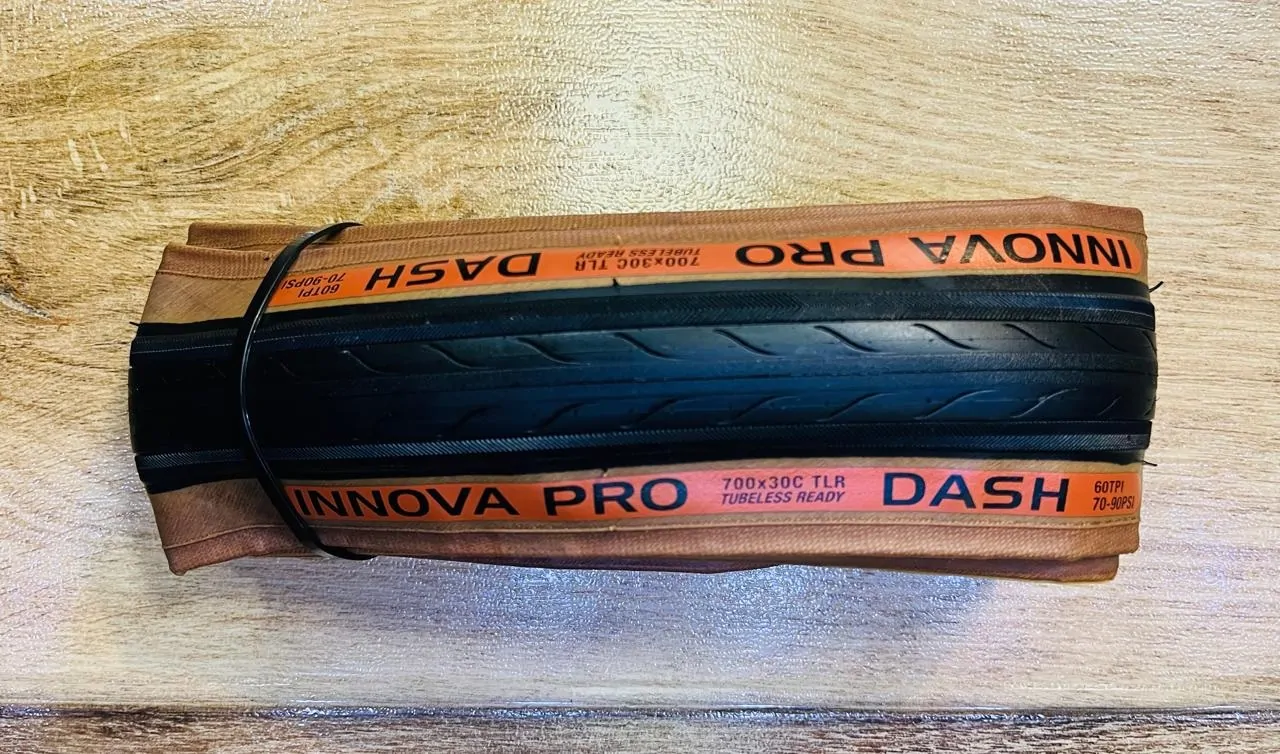 INNOVA PRO
700x30C TLR
TUBELESS READY
DASH
60TPI
70-90PSI
INNOVA PRO
700x30C TLR
TUBELESS READY
DASH
60TPI
70-90PSI